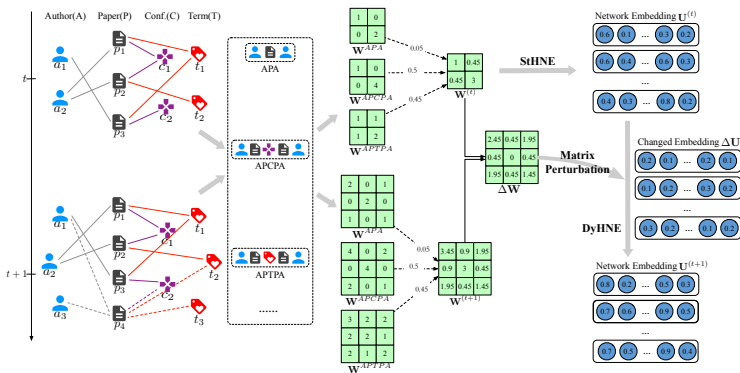 Author(A) Paper(P) Conf.(C) Term(T)
t
a1
a2
p1
p2
p3
c1
c2
t1
t2
t+1
a1
a2
a3
p1
p2
p3
p4
c1
c2
t1
t2
t3
APA
APCPA
APTPA
......
1 0
0 2
W^{APA}
2 0
0 4
W^{APCPA}
1 1
1 2
W^{APTPA}
0.05
0.5
0.45
1 0.45
0.45 3
W^{(t)}
2 0 1
0 2 0
1 0 1
W^{APA}
4 0 2
0 4 0
2 0 1
W^{APCPA}
3 2 2
2 2 1
2 1 2
W^{APTPA}
0.05
0.5
0.45
3.45 0.9 1.95
0.9 3 0.45
1.95 0.45 1.45
W^{(t+1)}
2.45 0.45 1.95
0.45 0 0.45
1.95 0.45 1.45
ΔW
StHNE
Matrix
Perturbation
DyHNE
Network Embedding U^{(t)}
0.6 0.1 ... 0.3 0.2
0.6 0.4 ... 0.6 0.3
...
0.4 0.3 ... 0.8 0.2
Changed Embedding ΔU
0.2 0.1 ... 0.2 0.1
0.1 0.2 ... 0.3 0.2
...
0.3 0.2 ... 0.1 0.2
Network Embedding U^{(t+1)}
0.8 0.2 ... 0.5 0.3
0.7 0.6 ... 0.9 0.5
...
0.7 0.5 ... 0.9 0.4